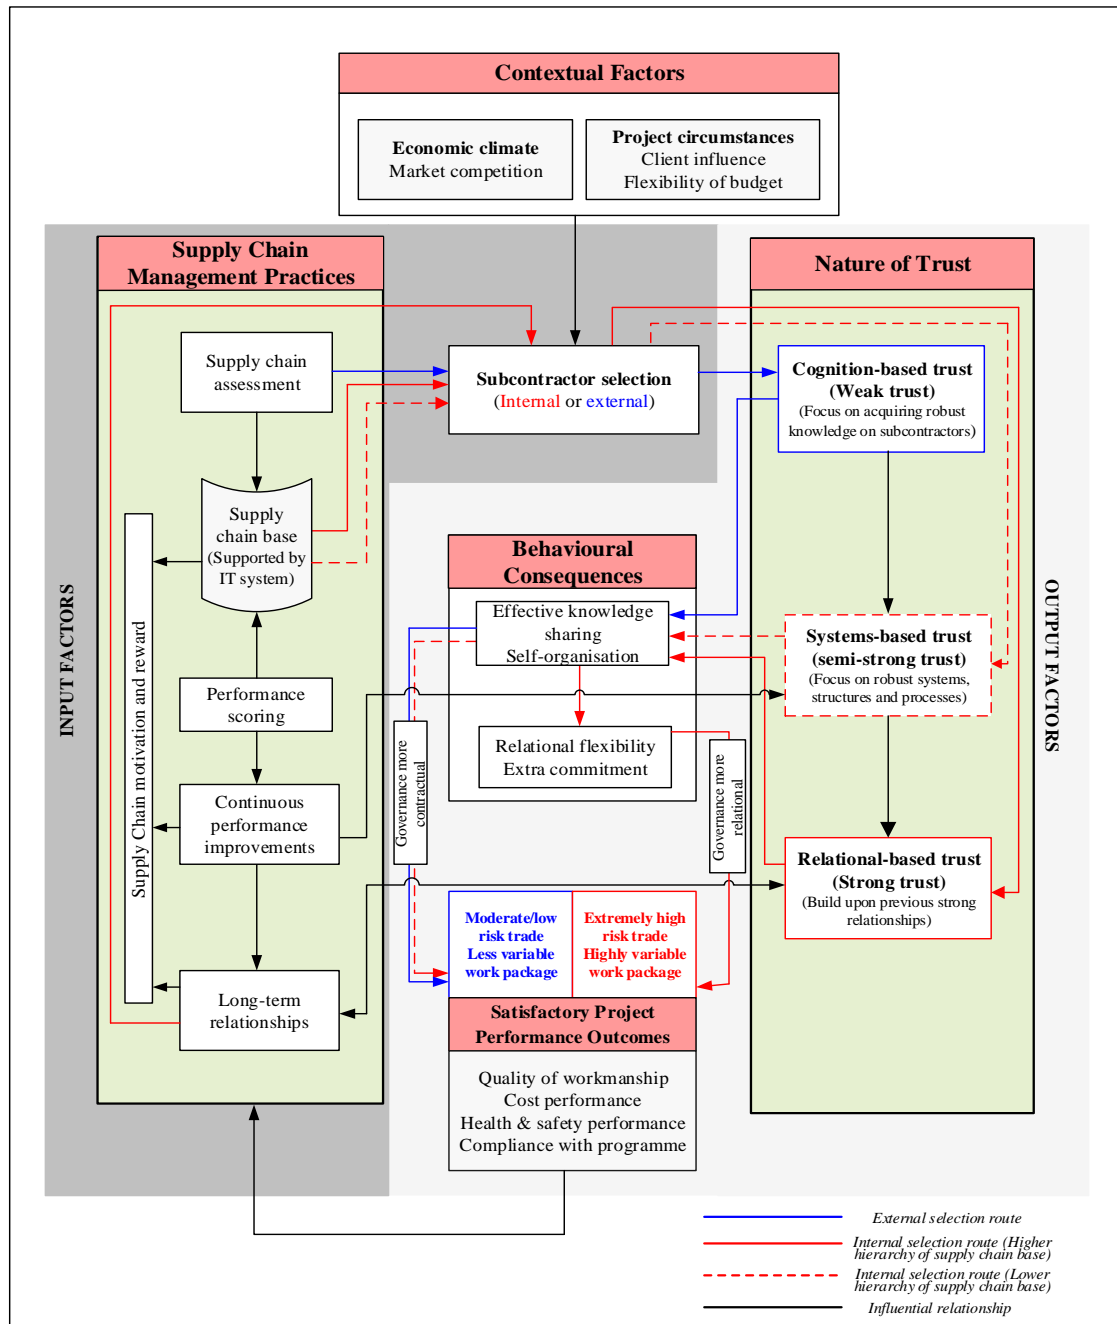 Contextual Factors
Economic climate
Market competition
Project circumstances
Client influence
Flexibility of budget
Supply Chain
Management Practices
Nature of Trust
Supply chain
assessment
Subcontractor selection
(Internal or external)
Cognition-based trust
(Weak trust)
(Focus on acquiring robust
knowledge on subcontractors)
Supply
chain base
(Supported by
IT system)
Behavioural
Consequences
Effective knowledge
sharing
Self-organisation
Systems-based trust
(semi-strong trust)
(Focus on robust systems,
structures and processes)
INPUT FACTORS
OUTPUT FACTORS
Supply Chain motivation and reward
Performance
scoring
Relational flexibility
Extra commitment
Governance more
contractual
Governance more
relational
Continuous
performance
improvements
Relational-based trust
(Strong trust)
(Build upon previous strong
relationships)
Moderate/low
risk trade
Less variable
work package
Extremely high
risk trade
Highly variable
work package
Long-term
relationships
Satisfactory Project
Performance Outcomes
Quality of workmanship
Cost performance
Health & safety performance
Compliance with programme
External selection route
Internal selection route (Higher
hierarchy of supply chain base)
Internal selection route (Lower
hierarchy of supply chain base)
Influential relationship